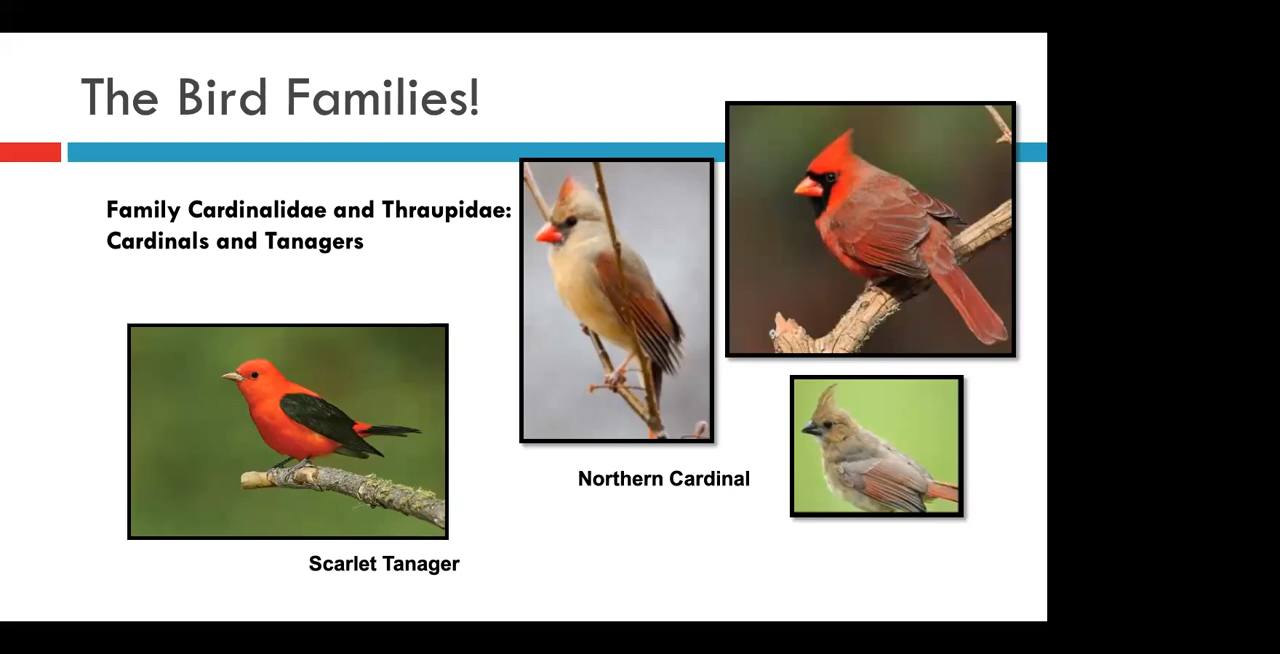 The Bird Families!
Family Cardinalidae and Thraupidae:
Cardinals and Tanagers
Northern Cardinal
Scarlet Tanager